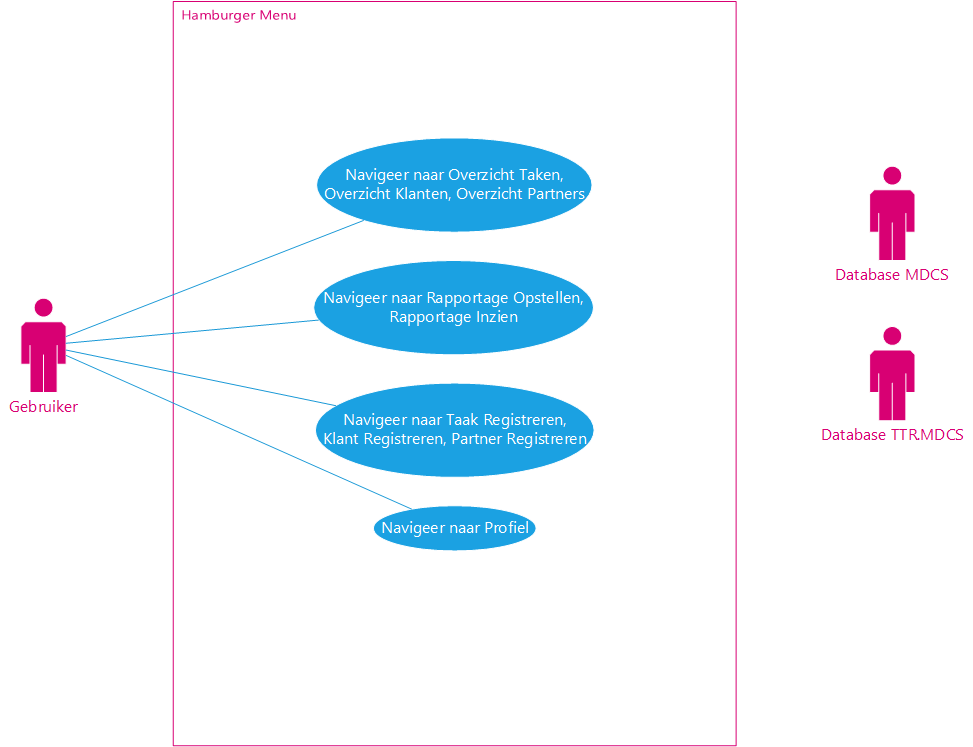 Hamburger Menu
Navigeer naar Overzicht Taken,
Overzicht Klanten, Overzicht Partners
Navigeer naar Rapportage Opstellen,
Rapportage Inzien
Navigeer naar Taak Registreren,
Klant Registreren, Partner Registreren
Navigeer naar Profiel
Gebruiker
Database MDCS
Database TTR.MDCS